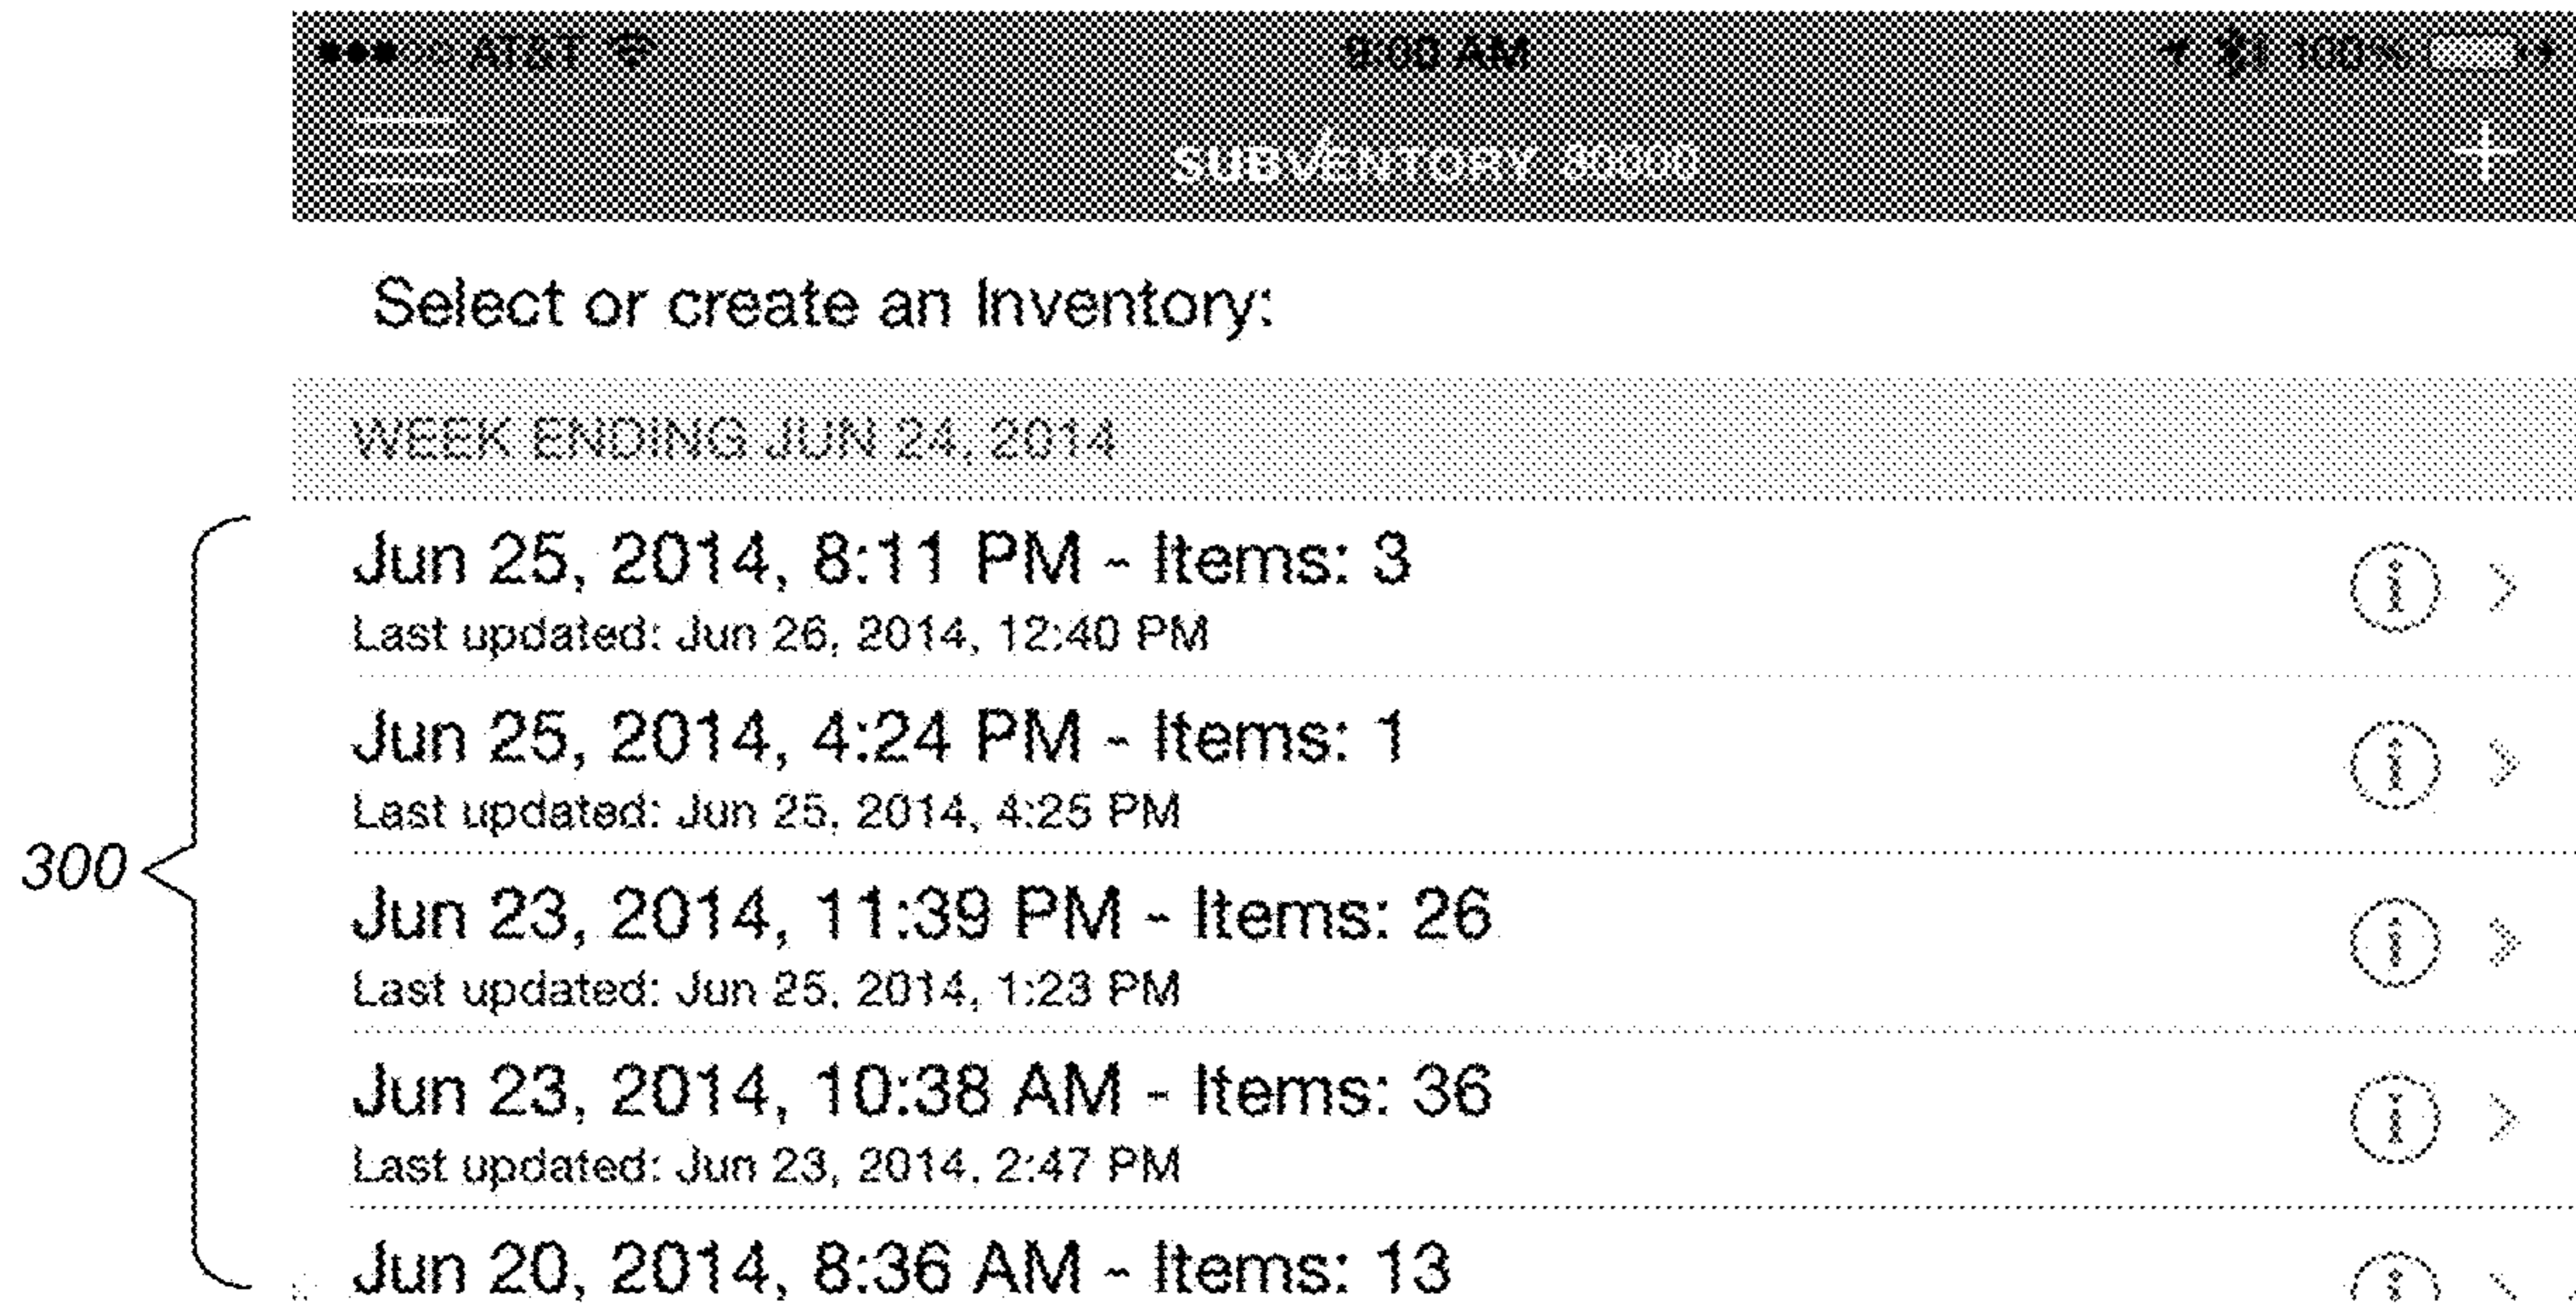 ●●●○○ AT&T 9:00 AM 100%
SUBVENTORY 30000
Select or create an Inventory:
WEEK ENDING JUN 24, 2014
Jun 25, 2014, 8:11 PM - Items: 3
Last updated: Jun 26, 2014, 12:40 PM
Jun 25, 2014, 4:24 PM - Items: 1
Last updated: Jun 25, 2014, 4:25 PM
300
Jun 23, 2014, 11:39 PM - Items: 26
Last updated: Jun 25, 2014, 1:23 PM
Jun 23, 2014, 10:38 AM - Items: 36
Last updated: Jun 23, 2014, 2:47 PM
Jun 20, 2014, 8:36 AM - Items: 13